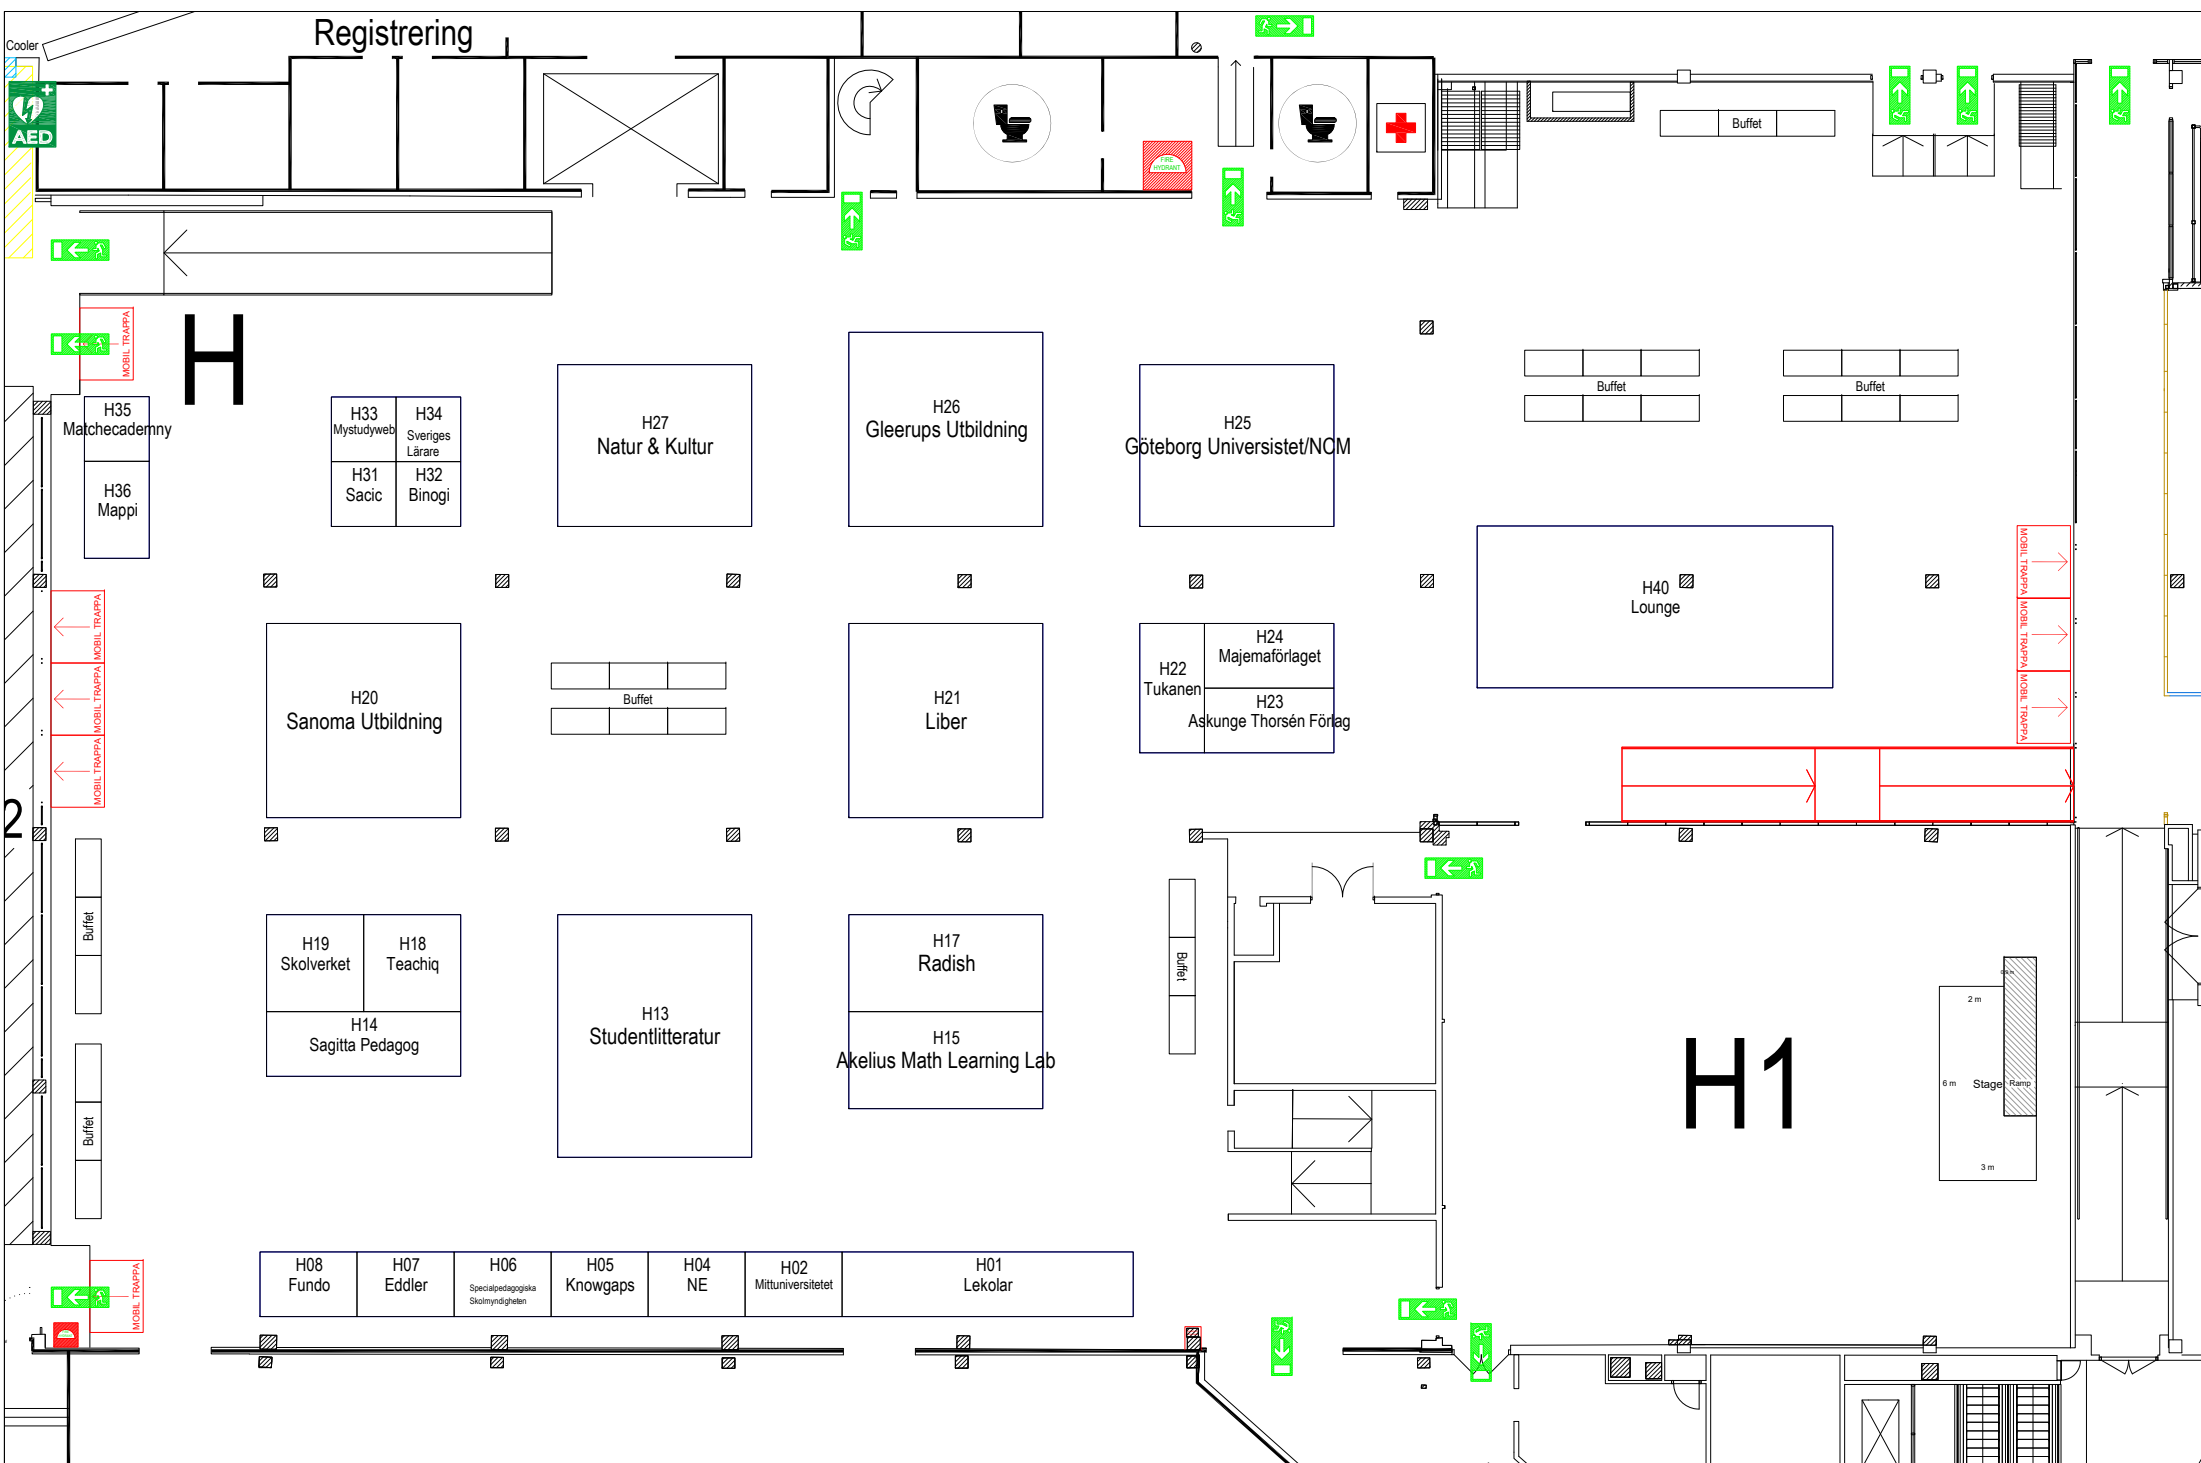 Registrering
Cooler
AED
FIRE
HYDRANT
Buffet
MOBIL TRAPPA
H
H35
Matchecademny
H36
Mappi
H33
Mystudyweb
H34
Sveriges
Lärare
H31
Sacic
H32
Binogi
H27
Natur & Kultur
H26
Gleerups Utbildning
H25
Göteborg Universistet/NCM
Buffet
Buffet
H40
Lounge
MOBIL TRAPPA
MOBIL TRAPPA
MOBIL TRAPPA
MOBIL TRAPPA
MOBIL TRAPPA
MOBIL TRAPPA
H20
Sanoma Utbildning
Buffet
H21
Liber
H22
Tukanen
H24
Majemaförlaget
H23
Askunge Thorsén Förlag
2
Buffet
Buffet
H19
Skolverket
H18
Teachiq
H14
Sagitta Pedagog
H13
Studentlitteratur
H17
Radish
H15
Akelius Math Learning Lab
Buffet
H1
2 m
6 m
Stage
Ramp
3 m
H08
Fundo
H07
Eddler
H06
Specialpedagogiska
Skolmyndigheten
H05
Knowgaps
H04
NE
H02
Mittuniversitetet
H01
Lekolar
MOBIL TRAPPA